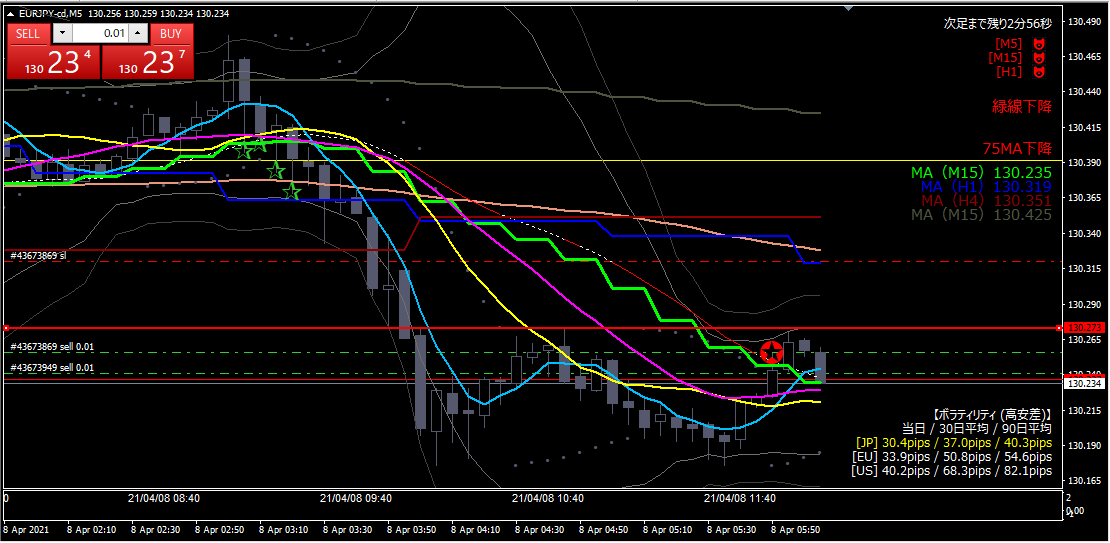 EURJPY-cd,M5 130.256 130.259 130.234 130.234
SELL 0.01 BUY
130 23 4 130 23 7
次足まで残り2分56秒
[M5]
[M15]
[H1]
緑線下降
75MA下降
MA (M15) 130.235
MA (H1) 130.319
MA (H4) 130.351
MA (M15) 130.425
#43673869 sl
#43673869 sell 0.01
#43673949 sell 0.01
【ボラティリティ (高安差)】
当日 / 30日平均 / 90日平均
[JP] 30.4pips / 37.0pips / 40.3pips
[EU] 33.9pips / 50.8pips / 54.6pips
[US] 40.2pips / 68.3pips / 82.1pips
130.490
130.465
130.440
130.415
130.390
130.365
130.340
130.315
130.290
130.273
130.265
130.234
130.215
130.190
130.165
0 21/04/08 08:40 21/04/08 09:40 21/04/08 10:40 21/04/08 11:40
2
0.00
8 Apr 2021 8 Apr 02:10 8 Apr 02:30 8 Apr 02:50 8 Apr 03:10 8 Apr 03:30 8 Apr 03:50 8 Apr 04:10 8 Apr 04:30 8 Apr 04:50 8 Apr 05:10 8 Apr 05:30 8 Apr 05:50